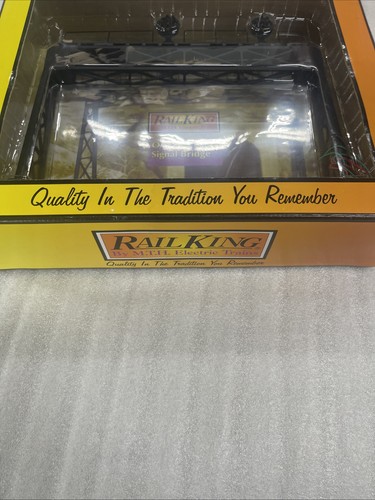 RAILKING
Signal Bridge
Quality In The Tradition You Remember
RAILKING
By M.T.H. Electric Trains
Quality In The Tradition You Remember